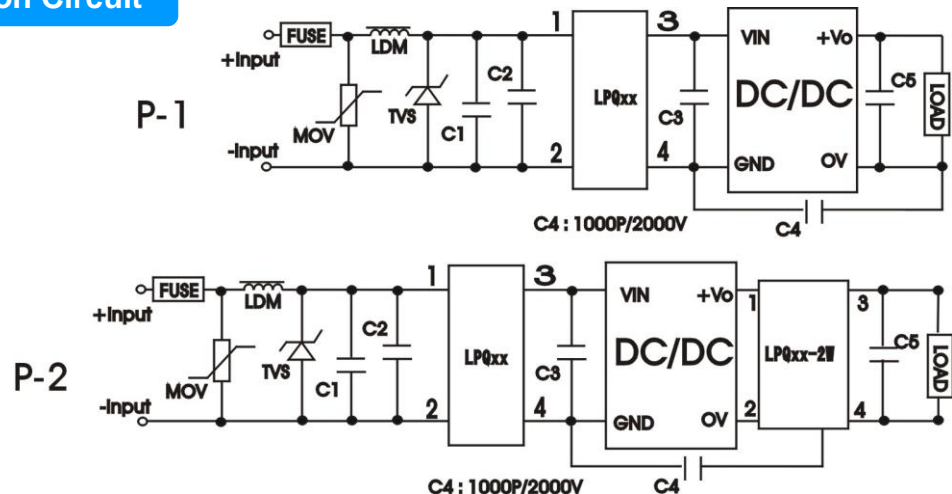 on Circuit
P-1
+Input
FUSE
LDM
MOV
TVS
C1
C2
-Input
1
2
LPQxx
3
4
C3
VIN
+Vo
DC/DC
GND
OV
C5
LOAD
C4 : 1000P/2000V
C4
P-2
+Input
FUSE
LDM
MOV
TVS
C1
C2
-Input
1
2
LPQxx
3
4
C3
VIN
+Vo
DC/DC
GND
OV
1
2
LPQxx-2W
3
4
C5
LOAD
C4 : 1000P/2000V
C4